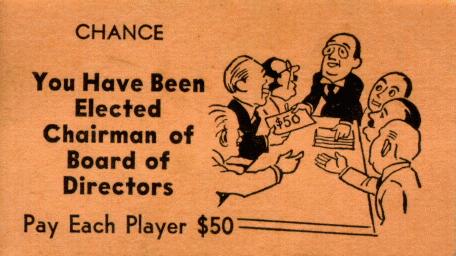 CHANCE
You Have Been
Elected
Chairman of
Board of
Directors
$50
Pay Each Player $50